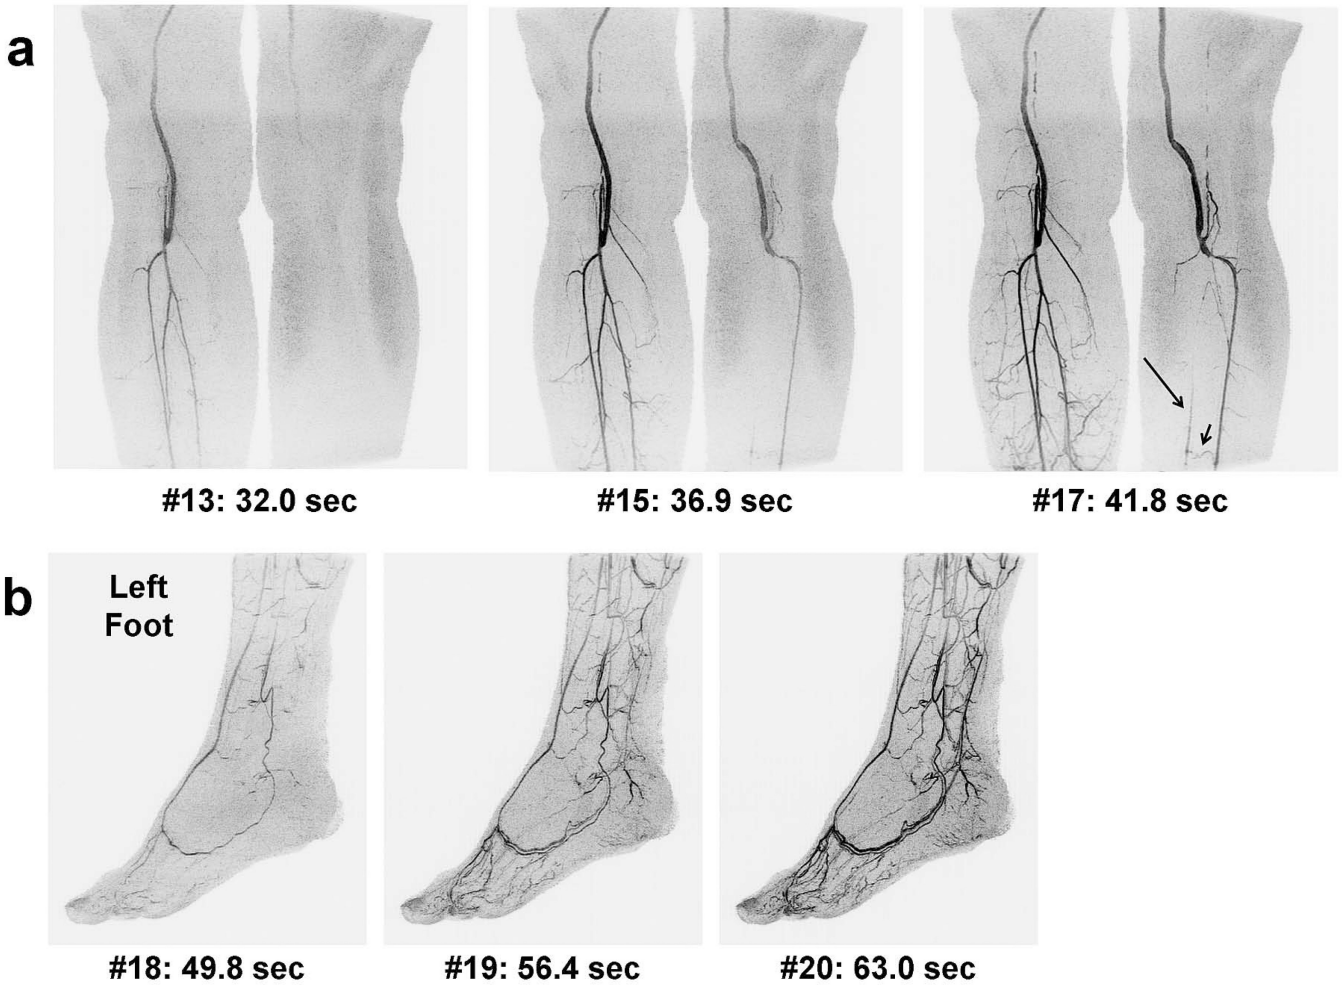 a
#13: 32.0 sec
#15: 36.9 sec
#17: 41.8 sec
b
Left
Foot
#18: 49.8 sec
#19: 56.4 sec
#20: 63.0 sec